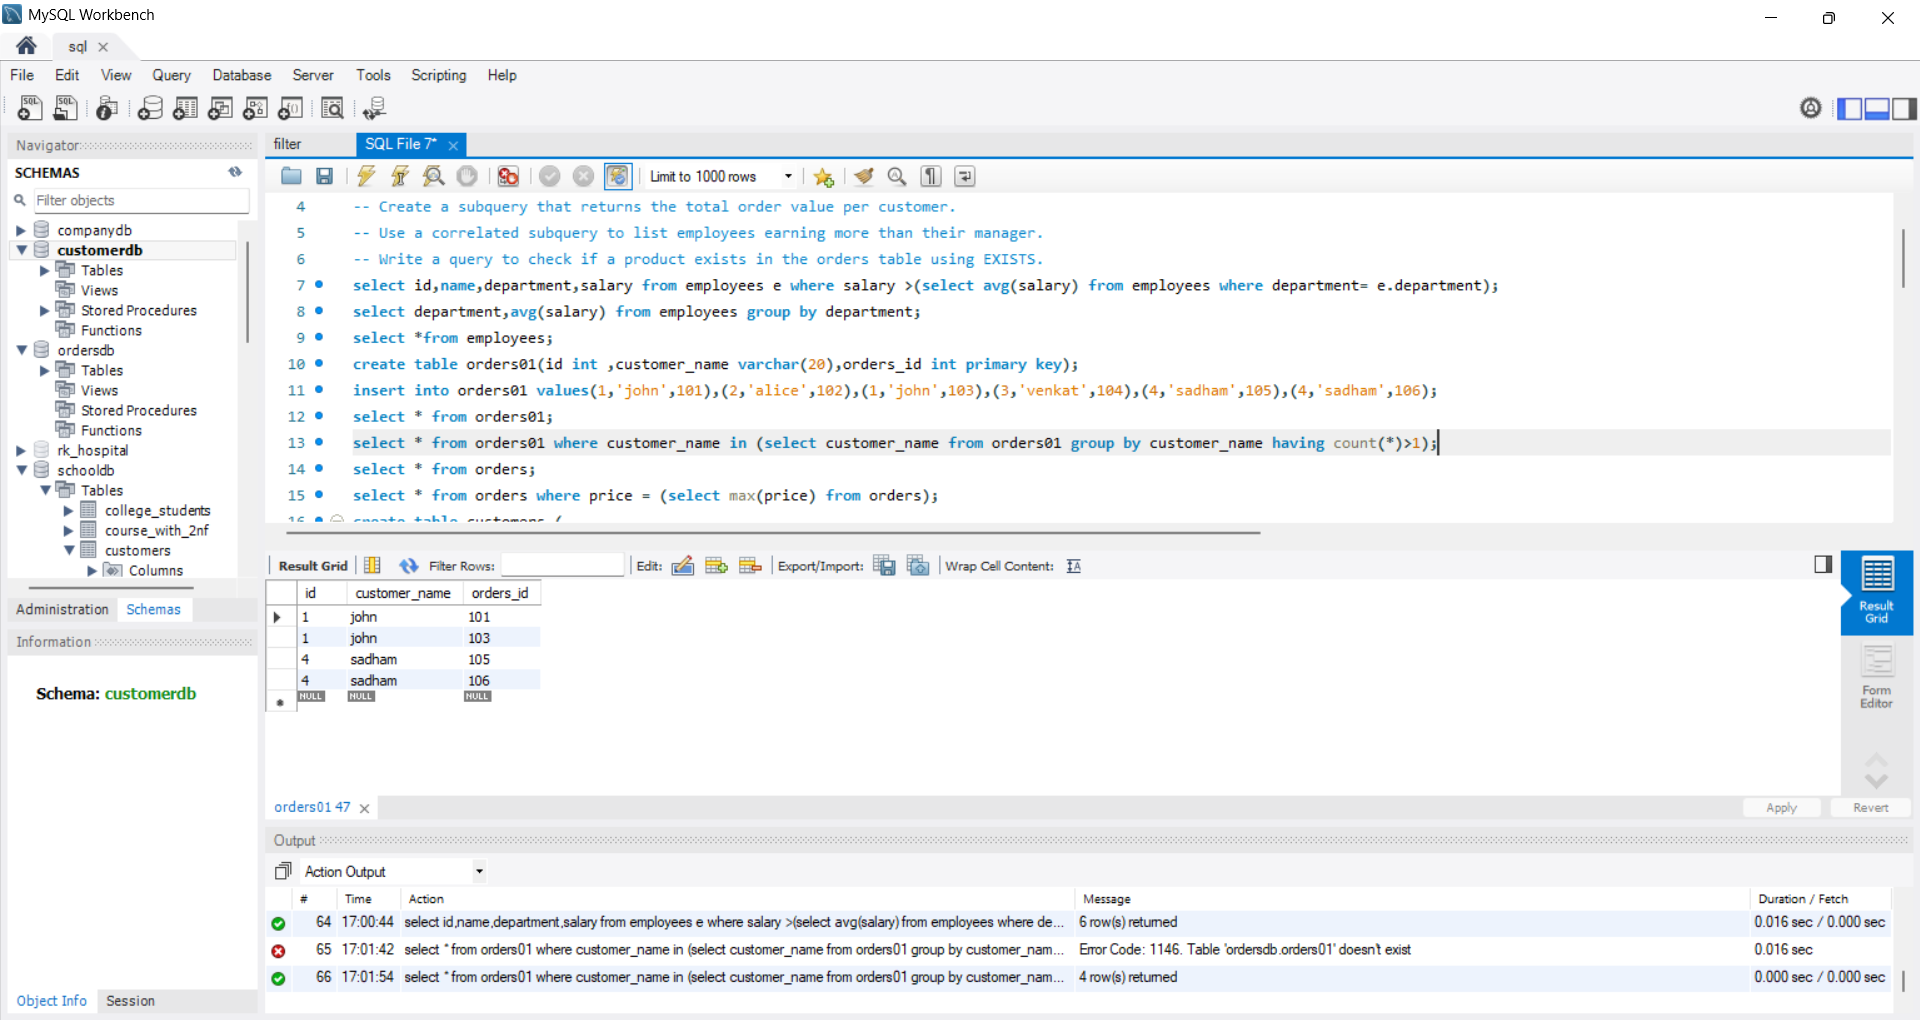 MySQL Workbench
sql
File Edit View Query Database Server Tools Scripting Help
Navigator
SCHEMAS
Filter objects
companydb
customerdb
Tables
Views
Stored Procedures
Functions
ordersdb
Tables
Views
Stored Procedures
Functions
rk_hospital
schooldb
Tables
college_students
course_with_2nf
customers
Columns
Administration Schemas
Information
Schema: customerdb
Object Info Session
filter SQL File 7*
Limit to 1000 rows
4 -- Create a subquery that returns the total order value per customer.
5 -- Use a correlated subquery to list employees earning more than their manager.
6 -- Write a query to check if a product exists in the orders table using EXISTS.
7 select id,name,department,salary from employees e where salary >(select avg(salary) from employees where department= e.department);
8 select department,avg(salary) from employees group by department;
9 select *from employees;
10 create table orders01(id int ,customer_name varchar(20),orders_id int primary key);
11 insert into orders01 values(1,'john',101),(2,'alice',102),(1,'john',103),(3,'venkat',104),(4,'sadham',105),(4,'sadham',106);
12 select * from orders01;
13 select * from orders01 where customer_name in (select customer_name from orders01 group by customer_name having count(*)>1);
14 select * from orders;
15 select * from orders where price = (select max(price) from orders);
16 create table customers (
Result Grid Filter Rows: Edit: Export/Import: Wrap Cell Content:
id customer_name orders_id
1 john 101
1 john 103
4 sadham 105
4 sadham 106
NULL NULL NULL
Result Grid
Form Editor
orders01 47
Apply Revert
Output
Action Output
# Time Action Message Duration / Fetch
64 17:00:44 select id,name,department,salary from employees e where salary >(select avg(salary) from employees where de... 6 row(s) returned 0.016 sec / 0.000 sec
65 17:01:42 select * from orders01 where customer_name in (select customer_name from orders01 group by customer_nam... Error Code: 1146. Table 'ordersdb.orders01' doesn't exist 0.016 sec
66 17:01:54 select * from orders01 where customer_name in (select customer_name from orders01 group by customer_nam... 4 row(s) returned 0.000 sec / 0.000 sec